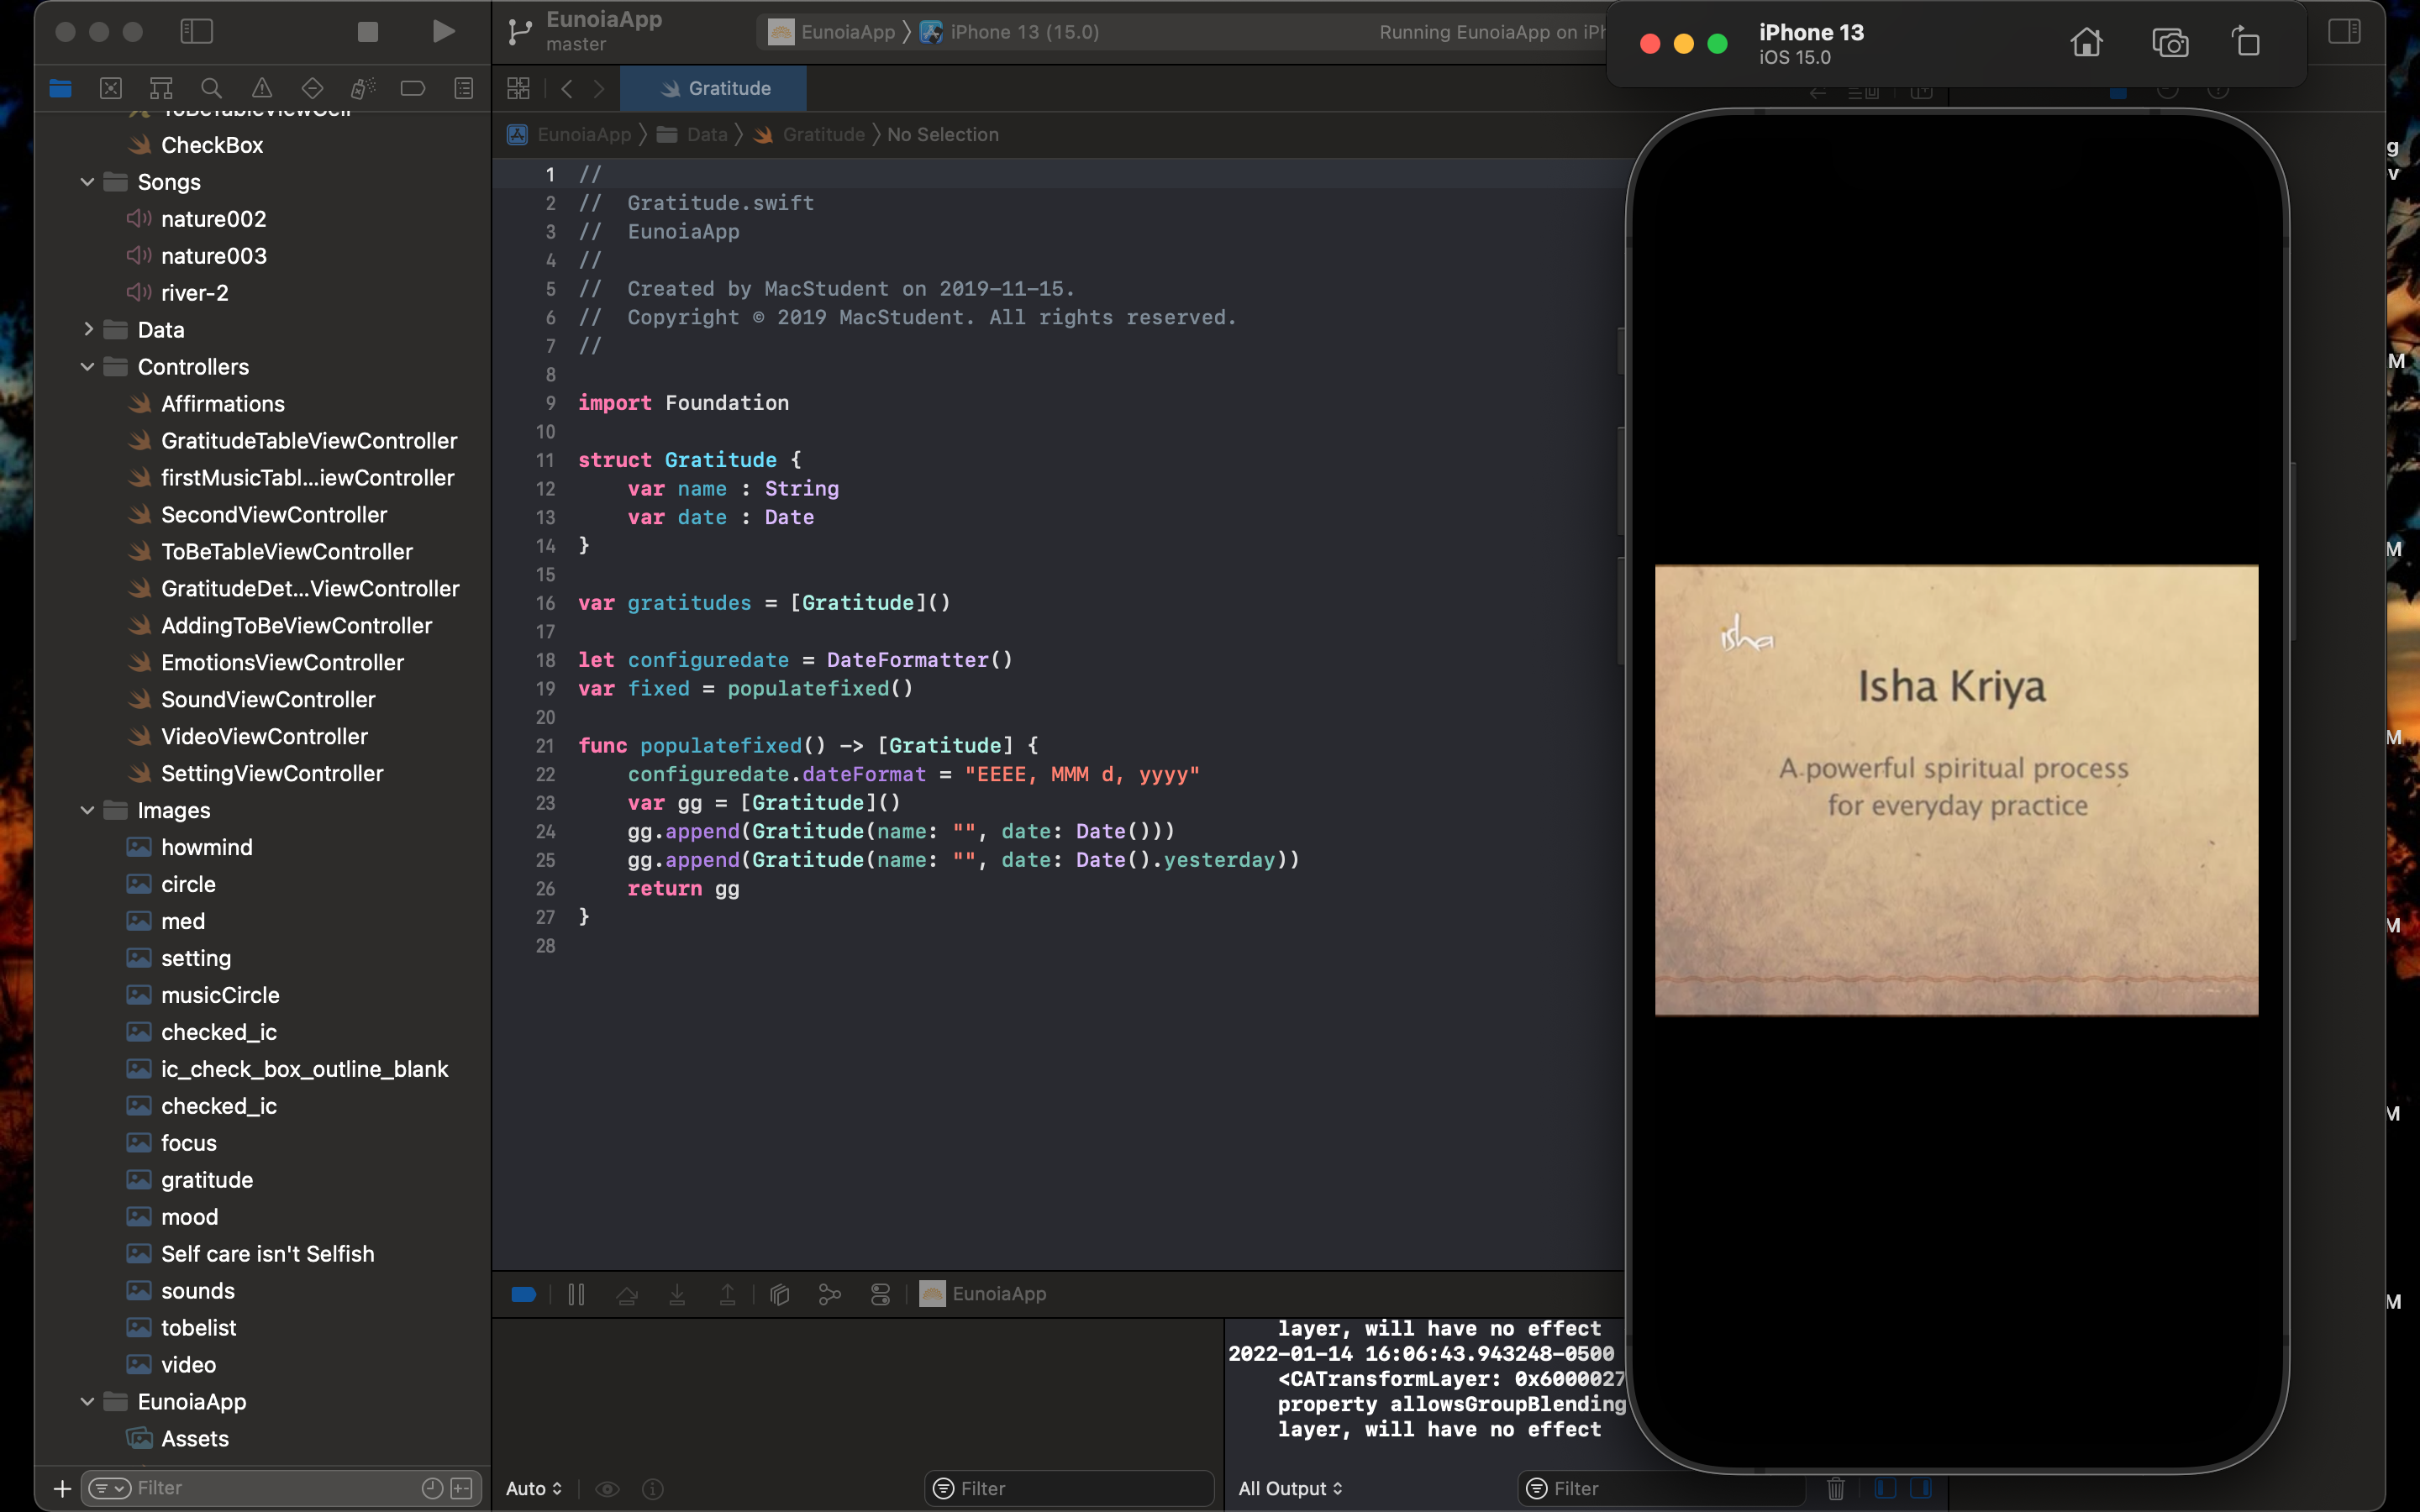 EunoiaApp
master
EunoiaApp
iPhone 13 (15.0)
Running EunoiaApp on
iPhone 13
iOS 15.0
Gratitude
EunoiaApp
Data
Gratitude
No Selection
CheckBox
Songs
nature002
nature003
river-2
Data
Controllers
Affirmations
GratitudeTableViewController
firstMusicTabl...iewController
SecondViewController
ToBeTableViewController
GratitudeDet...ViewController
AddingToBeViewController
EmotionsViewController
SoundViewController
VideoViewController
SettingViewController
Images
howmind
circle
med
setting
musicCircle
checked_ic
ic_check_box_outline_blank
checked_ic
focus
gratitude
mood
Self care isn't Selfish
sounds
tobelist
video
EunoiaApp
Assets
Filter
1 //
2 //  Gratitude.swift
3 //  EunoiaApp
4 //
5 //  Created by MacStudent on 2019-11-15.
6 //  Copyright © 2019 MacStudent. All rights reserved.
7 //
8
9 import Foundation
10
11 struct Gratitude {
12     var name : String
13     var date : Date
14 }
15
16 var gratitudes = [Gratitude]()
17
18 let configuredate = DateFormatter()
19 var fixed = populatefixed()
20
21 func populatefixed() -> [Gratitude] {
22     configuredate.dateFormat = "EEEE, MMM d, yyyy"
23     var gg = [Gratitude]()
24     gg.append(Gratitude(name: "", date: Date()))
25     gg.append(Gratitude(name: "", date: Date().yesterday))
26     return gg
27 }
28
isha
Isha Kriya
A powerful spiritual process
for everyday practice
EunoiaApp
layer, will have no effect
2022-01-14 16:06:43.943248-0500
<CATransformLayer: 0x6000027
property allowsGroupBlending
layer, will have no effect
Auto
Filter
All Output
Filter
g
v
M
M
M
M
M
M